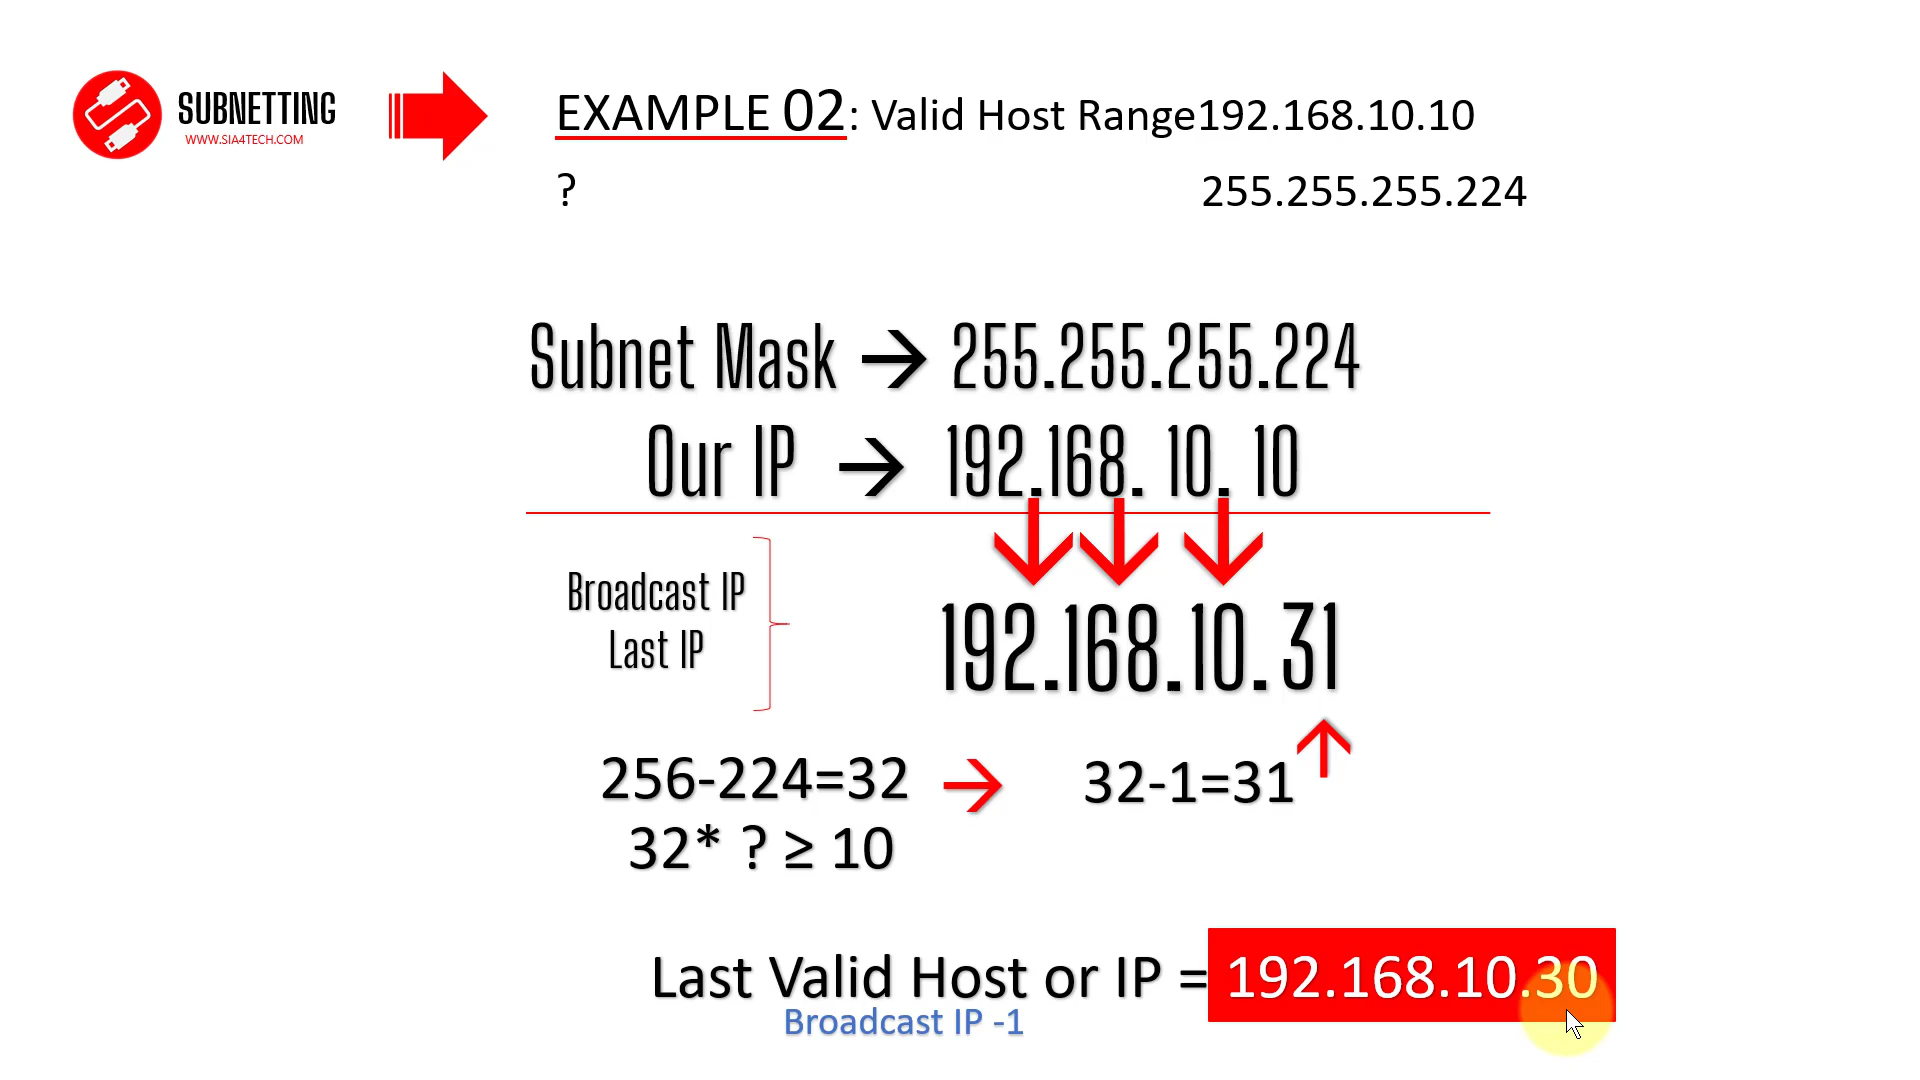 SUBNETTING
WWW.SIA4TECH.COM
EXAMPLE 02: Valid Host Range192.168.10.10
? 255.255.255.224
Subnet Mask → 255.255.255.224
Our IP → 192.168. 10. 10
Broadcast IP
Last IP
192.168.10.31
256-224=32 → 32-1=31
32* ? ≥ 10
Last Valid Host or IP = 192.168.10.30
Broadcast IP -1